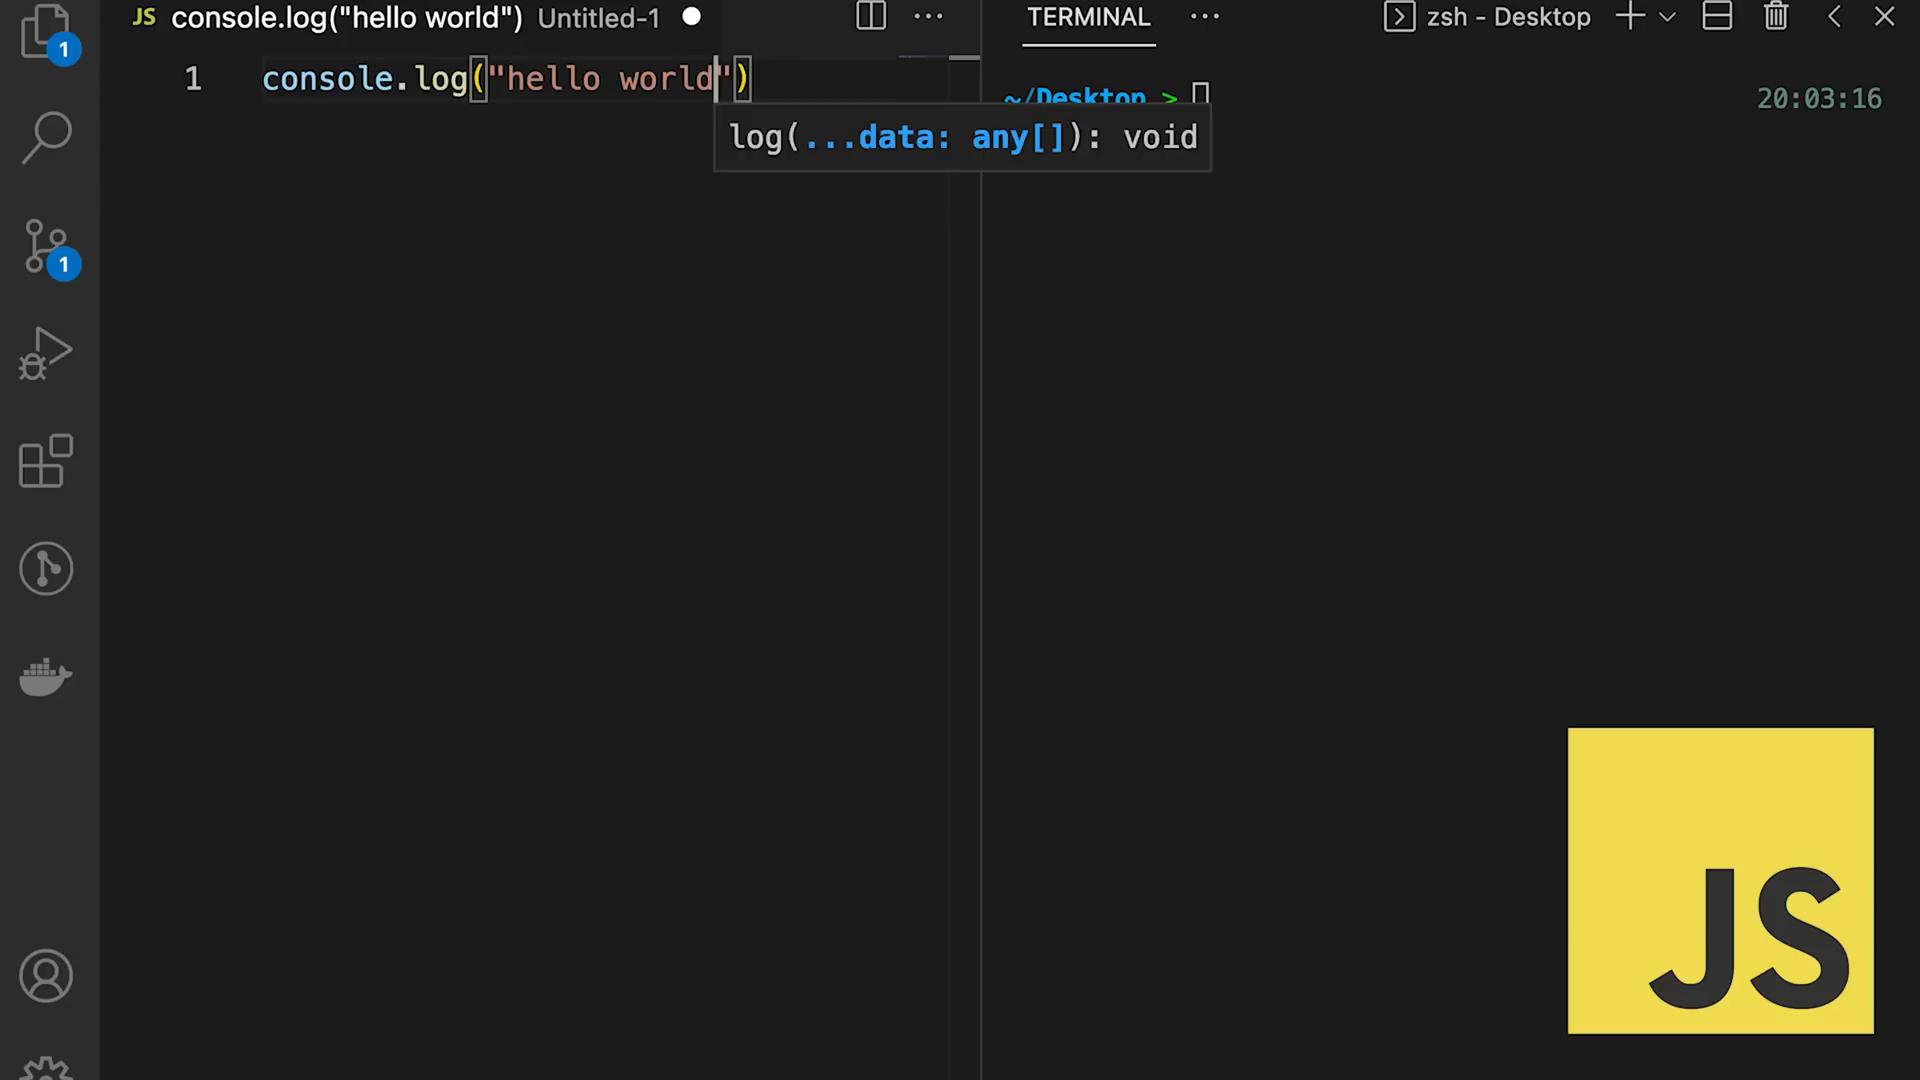 JS console.log("hello world") Untitled-1
TERMINAL
zsh - Desktop
1
1 console.log("hello world")
~/Desktop >
20:03:16
log(...data: any[]): void
1
JS